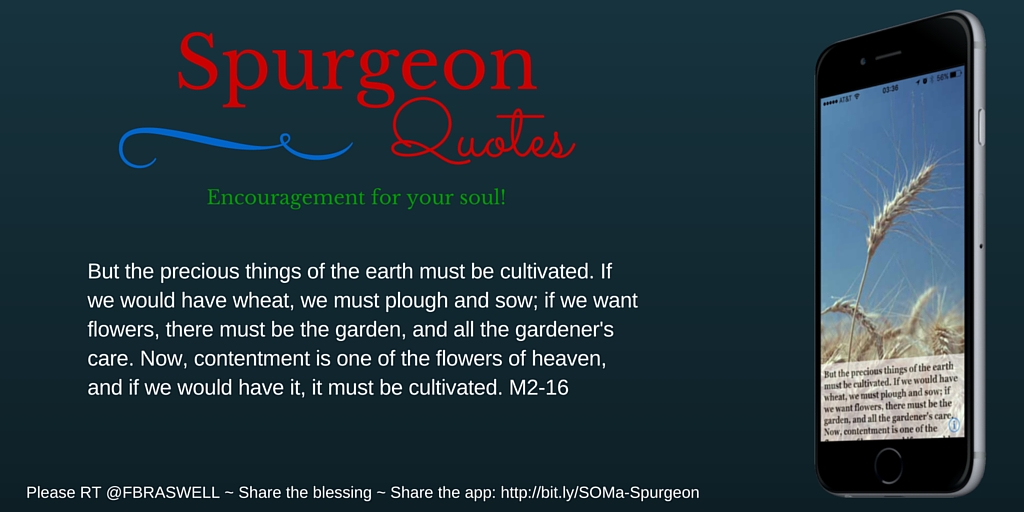 Spurgeon
Quotes
Encouragement for your soul!
But the precious things of the earth must be cultivated. If
we would have wheat, we must plough and sow; if we want
flowers, there must be the garden, and all the gardener's
care. Now, contentment is one of the flowers of heaven,
and if we would have it, it must be cultivated. M2-16
Please RT @FBRASWELL ~ Share the blessing ~ Share the app: http://bit.ly/SOMa-Spurgeon
AT&T 03:36 56%
But the precious things of the earth
must be cultivated. If we would have
wheat, we must plough and sow; if
we want flowers, there must be the
garden, and all the gardener's care.
Now, contentment is one of the